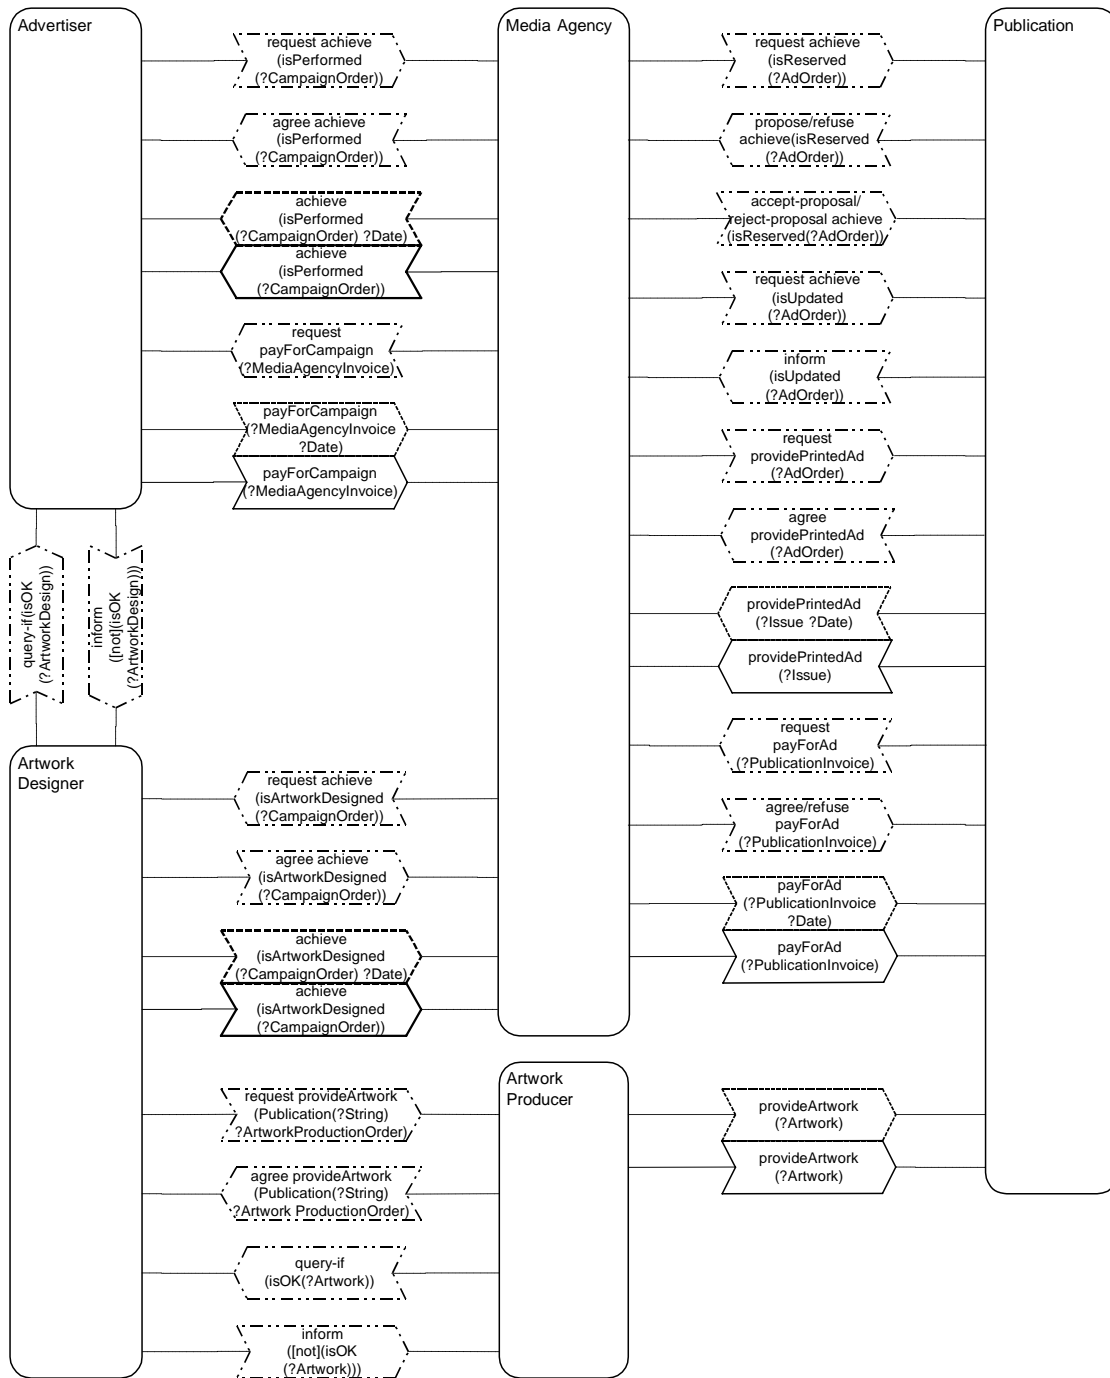 Advertiser
Media Agency
Publication
request achieve
(isPerformed
(?CampaignOrder))
agree achieve
(isPerformed
(?CampaignOrder))
achieve
(isPerformed
(?CampaignOrder) ?Date)
achieve
(isPerformed
(?CampaignOrder))
request
payForCampaign
(?MediaAgencyInvoice)
payForCampaign
(?MediaAgencyInvoice
?Date)
payForCampaign
(?MediaAgencyInvoice)
request achieve
(isReserved
(?AdOrder))
propose/refuse
achieve(isReserved
(?AdOrder))
accept-proposal/
reject-proposal achieve
(isReserved(?AdOrder))
request achieve
(isUpdated
(?AdOrder))
inform
(isUpdated
(?AdOrder))
request
providePrintedAd
(?AdOrder)
agree
providePrintedAd
(?AdOrder)
providePrintedAd
(?Issue ?Date)
providePrintedAd
(?Issue)
request
payForAd
(?PublicationInvoice)
agree/refuse
payForAd
(?PublicationInvoice)
payForAd
(?PublicationInvoice
?Date)
payForAd
(?PublicationInvoice)
query-if(isOK
(?ArtworkDesign))
inform
([not](isOK
(?ArtworkDesign)))
Artwork
Designer
request achieve
(isArtworkDesigned
(?CampaignOrder))
agree achieve
(isArtworkDesigned
(?CampaignOrder))
achieve
(isArtworkDesigned
(?CampaignOrder) ?Date)
achieve
(isArtworkDesigned
(?CampaignOrder))
Artwork
Producer
request provideArtwork
(Publication(?String)
?ArtworkProductionOrder)
agree provideArtwork
(Publication(?String)
?Artwork ProductionOrder)
query-if
(isOK(?Artwork))
inform
([not](isOK
(?Artwork)))
provideArtwork
(?Artwork)
provideArtwork
(?Artwork)